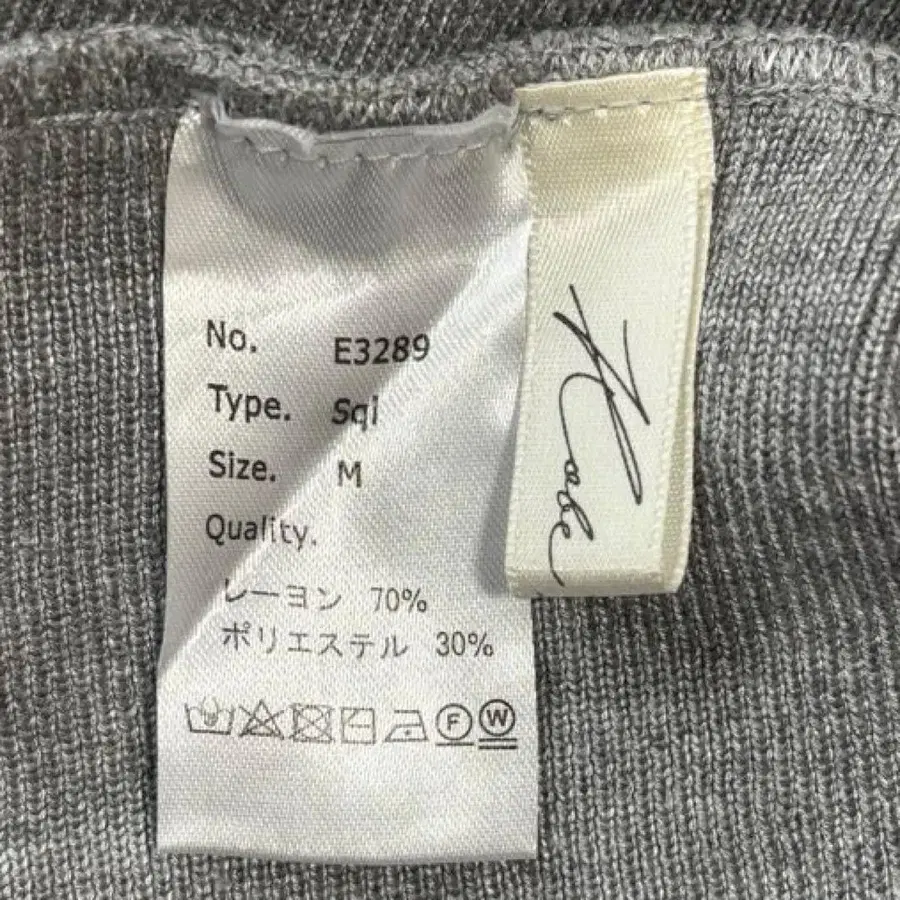 No. E3289
Type. Sqi
Size. M
Quality.
レーヨン 70%
ポリエステル 30%
F W